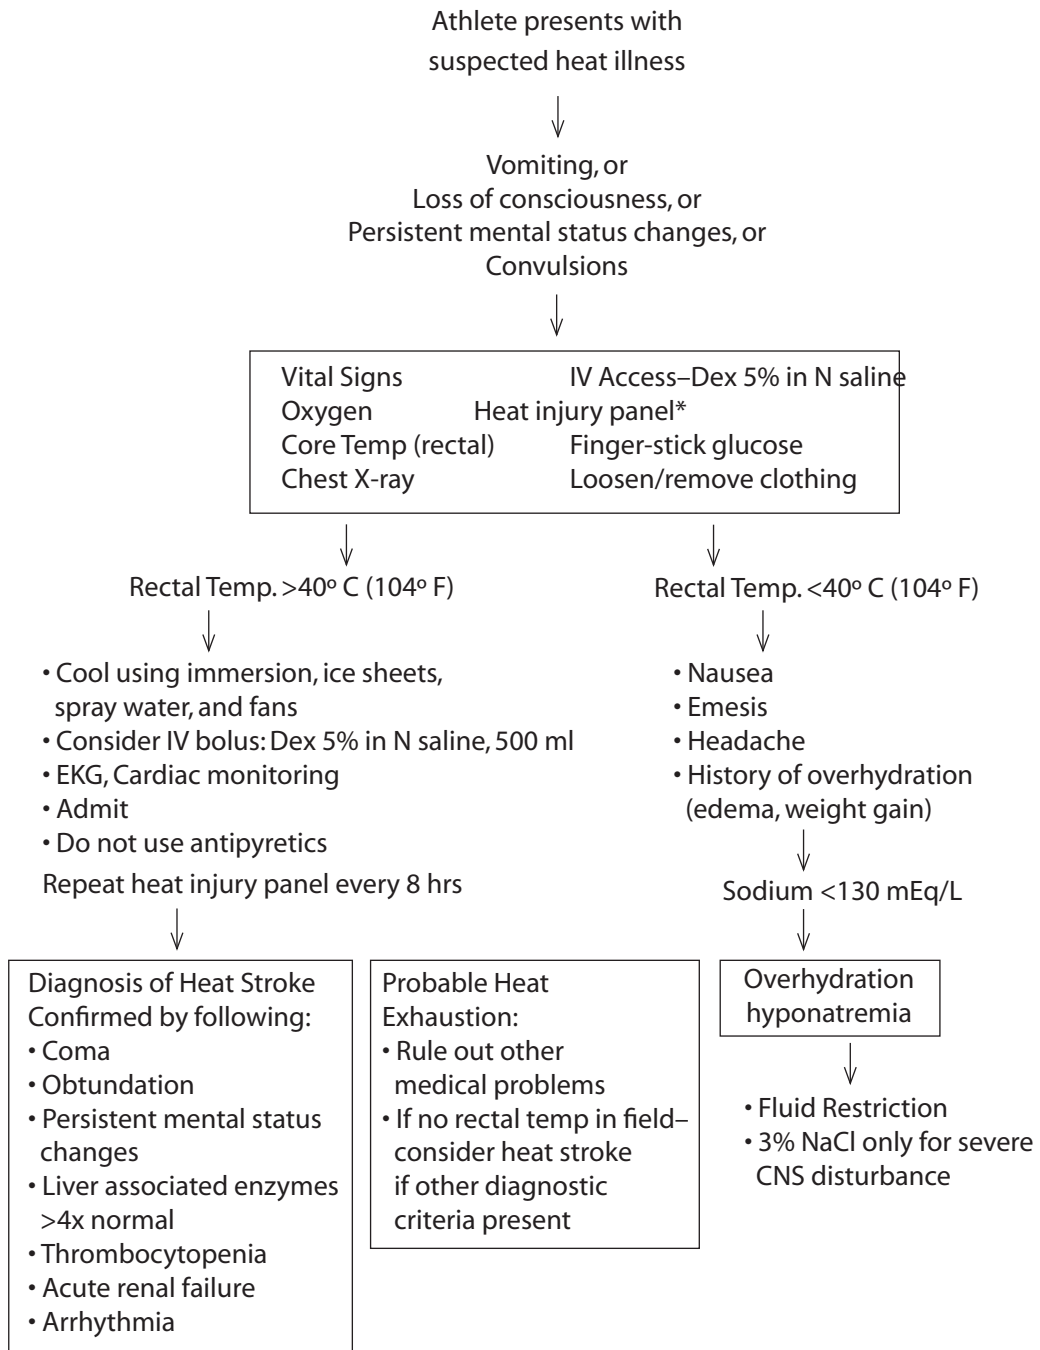 Athlete presents with
suspected heat illness
Vomiting, or
Loss of consciousness, or
Persistent mental status changes, or
Convulsions
Vital Signs IV Access–Dex 5% in N saline
Oxygen Heat injury panel*
Core Temp (rectal) Finger-stick glucose
Chest X-ray Loosen/remove clothing
Rectal Temp. >40º C (104º F)
• Cool using immersion, ice sheets,
spray water, and fans
• Consider IV bolus: Dex 5% in N saline, 500 ml
• EKG, Cardiac monitoring
• Admit
• Do not use antipyretics
Repeat heat injury panel every 8 hrs
Rectal Temp. <40º C (104º F)
• Nausea
• Emesis
• Headache
• History of overhydration
(edema, weight gain)
Sodium <130 mEq/L
Diagnosis of Heat Stroke
Confirmed by following:
• Coma
• Obtundation
• Persistent mental status
changes
• Liver associated enzymes
>4x normal
• Thrombocytopenia
• Acute renal failure
• Arrhythmia
Probable Heat
Exhaustion:
• Rule out other
medical problems
• If no rectal temp in field–
consider heat stroke
if other diagnostic
criteria present
Overhydration
hyponatremia
• Fluid Restriction
• 3% NaCl only for severe
CNS disturbance